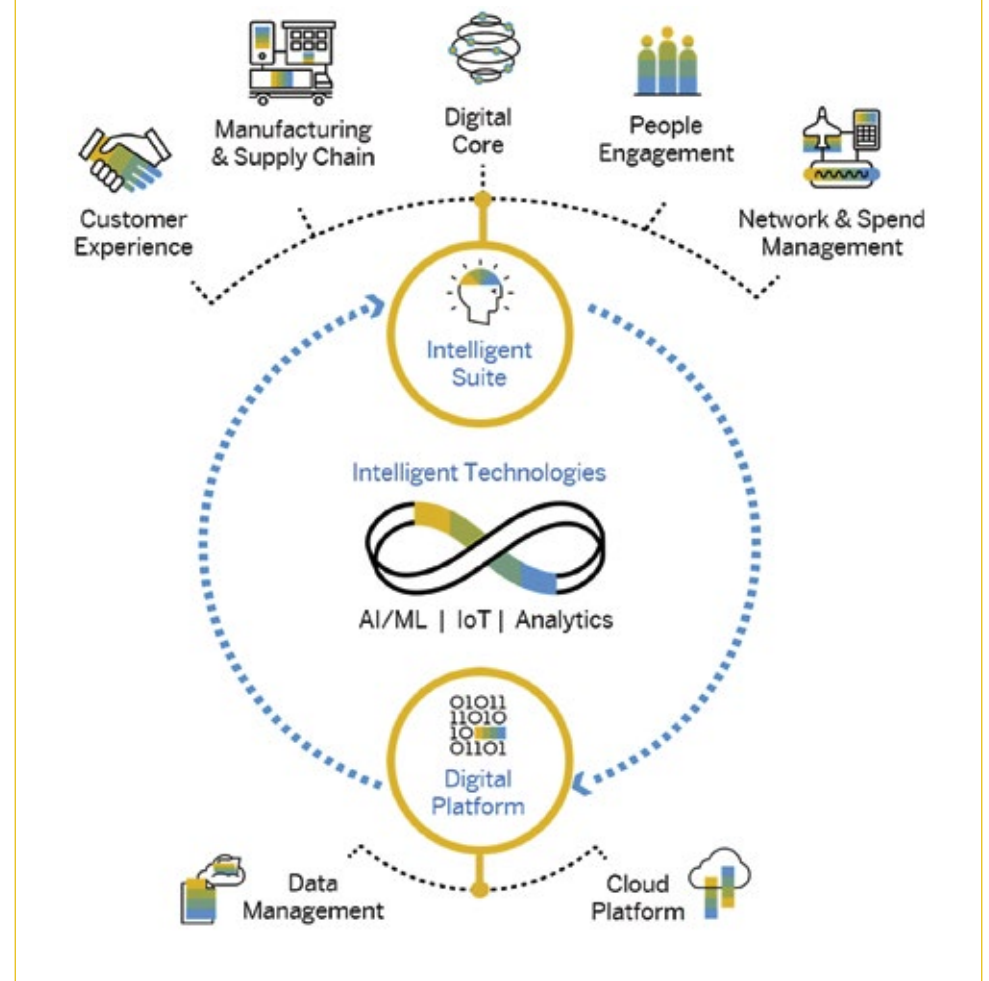 Manufacturing
& Supply Chain
Digital
Core
People
Engagement
Customer
Experience
Network & Spend
Management
Intelligent
Suite
Intelligent Technologies
AI/ML | IoT | Analytics
01011
11010
10
01101
Digital
Platform
Data
Management
Cloud
Platform